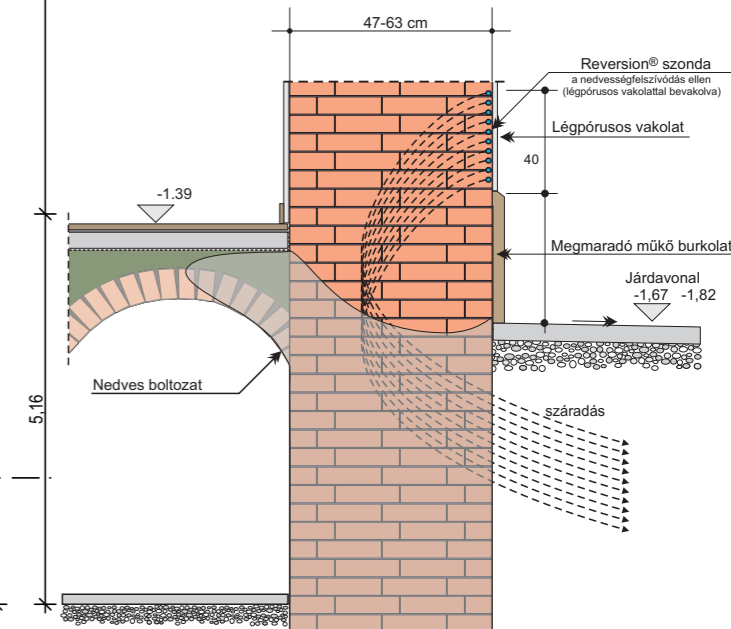 47-63 cm
Reversion® szonda
a nedvességfelszívódás ellen
(légpórusos vakolattal bevakolva)
Légpórusos vakolat
40
-1.39
Megmaradó műkő burkolat
Járdavonal
-1,67 -1,82
Nedves boltozat
5,16
száradás